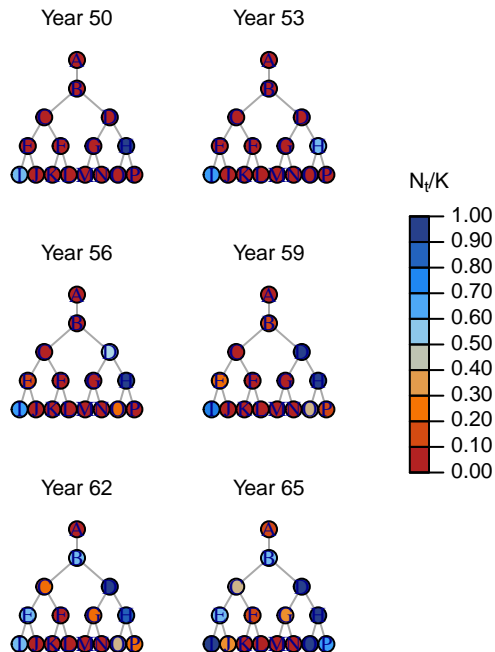 Year 50
A
B
C D
E F G H
I J K L M N O P
Year 53
A
B
C D
E F G H
I J K L M N O P
Nt/K
1.00
0.90
0.80
0.70
0.60
0.50
0.40
0.30
0.20
0.10
0.00
Year 56
A
B
C D
E F G H
I J K L M N O P
Year 59
A
B
C D
E F G H
I J K L M N O P
Year 62
A
B
C D
E F G H
I J K L M N O P
Year 65
A
B
C D
E F G H
I J K L M N O P